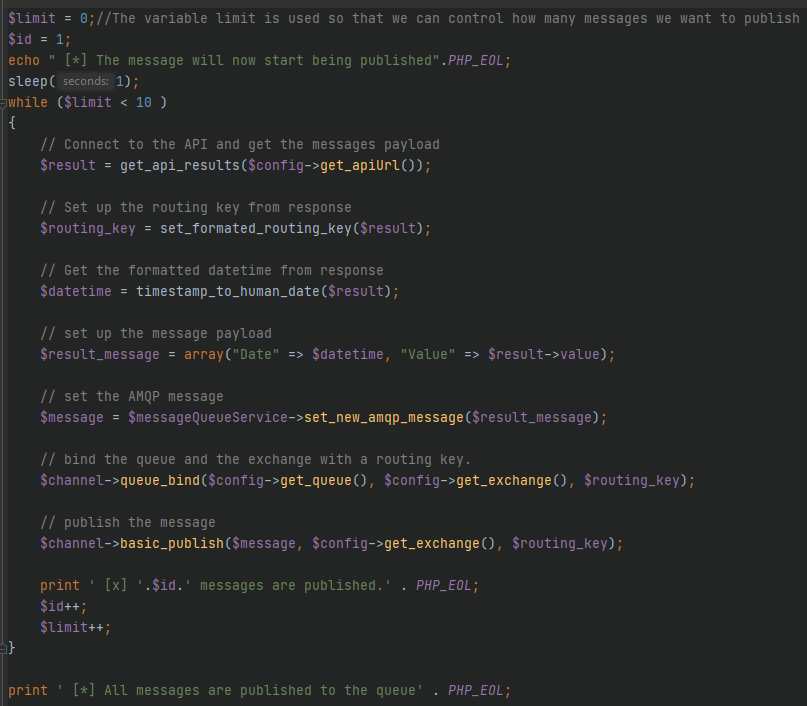 $limit = 0;//The variable limit is used so that we can control how many messages we want to publish
$id = 1;
echo " [*] The message will now start being published".PHP_EOL;
sleep( seconds: 1);
while ($limit < 10 )
{
    // Connect to the API and get the messages payload
    $result = get_api_results($config->get_apiUrl());

    // Set up the routing key from response
    $routing_key = set_formated_routing_key($result);

    // Get the formatted datetime from response
    $datetime = timestamp_to_human_date($result);

    // set up the message payload
    $result_message = array("Date" => $datetime, "Value" => $result->value);

    // set the AMQP message
    $message = $messageQueueService->set_new_amqp_message($result_message);

    // bind the queue and the exchange with a routing key.
    $channel->queue_bind($config->get_queue(), $config->get_exchange(), $routing_key);

    // publish the message
    $channel->basic_publish($message, $config->get_exchange(), $routing_key);

    print ' [x] '.$id.' messages are published.' . PHP_EOL;
    $id++;
    $limit++;
}

print ' [*] All messages are published to the queue' . PHP_EOL;